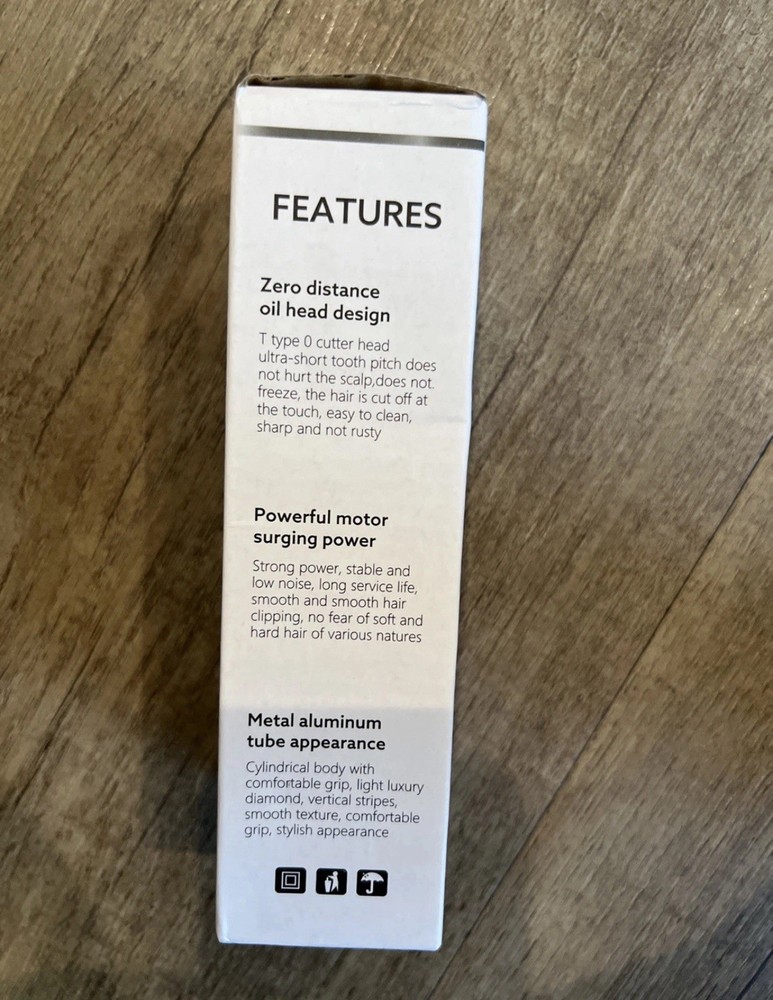 FEATURES
Zero distance
oil head design
T type 0 cutter head
ultra-short tooth pitch does
not hurt the scalp,does not
freeze, the hair is cut off at
the touch, easy to clean,
sharp and not rusty
Powerful motor
surging power
Strong power, stable and
low noise, long service life,
smooth and smooth hair
clipping, no fear of soft and
hard hair of various natures
Metal aluminum
tube appearance
Cylindrical body with
comfortable grip, light luxury
diamond, vertical stripes,
smooth texture, comfortable
grip, stylish appearance